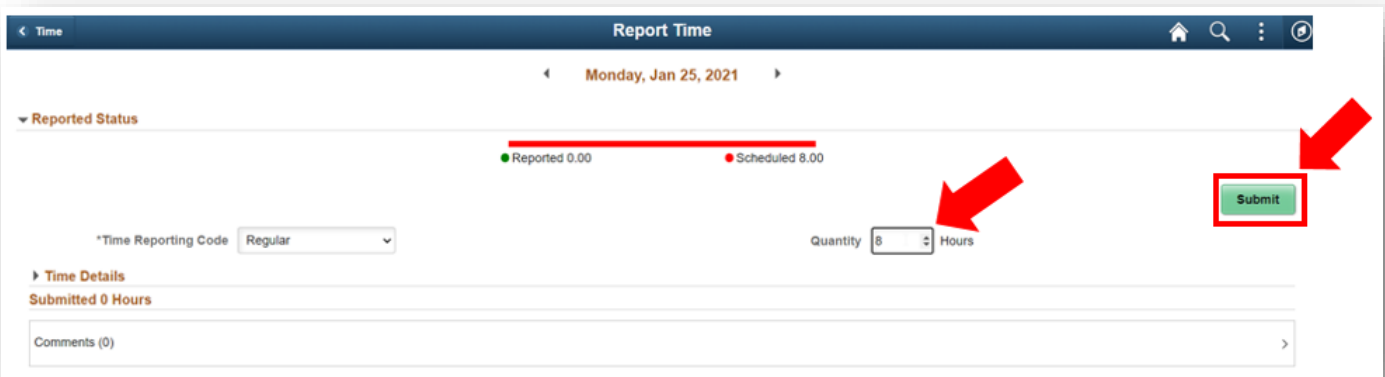 Time Report Time
Monday, Jan 25, 2021
Reported Status
Reported 0.00 Scheduled 8.00
Submit
*Time Reporting Code Regular Quantity 8 Hours
Time Details
Submitted 0 Hours
Comments (0)